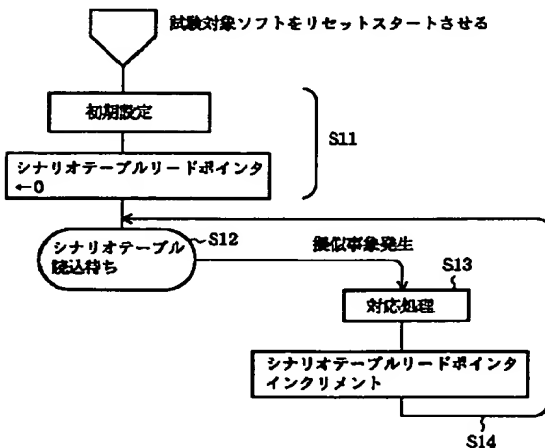 試験対象ソフトをリセットスタートさせる
初期設定
S11
シナリオテーブルリードポインタ
←0
シナリオテーブル
読込待ち
S12
擬似事象発生
S13
対応処理
シナリオテーブルリードポインタ
インクリメント
S14